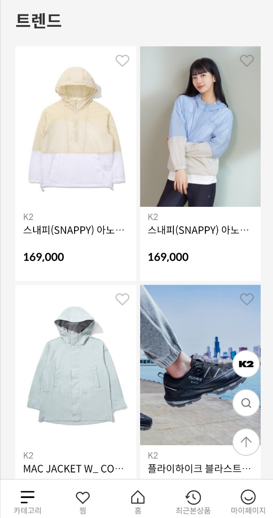 트렌드
K2
스내피(SNAPPY) 아노...
169,000
K2
스내피(SNAPPY) 아노...
169,000
K2
MAC JACKET W_ CO...
K2
플라이하이크 블라스트...
K2
카테고리
찜
홈
최근본상품
마이페이지